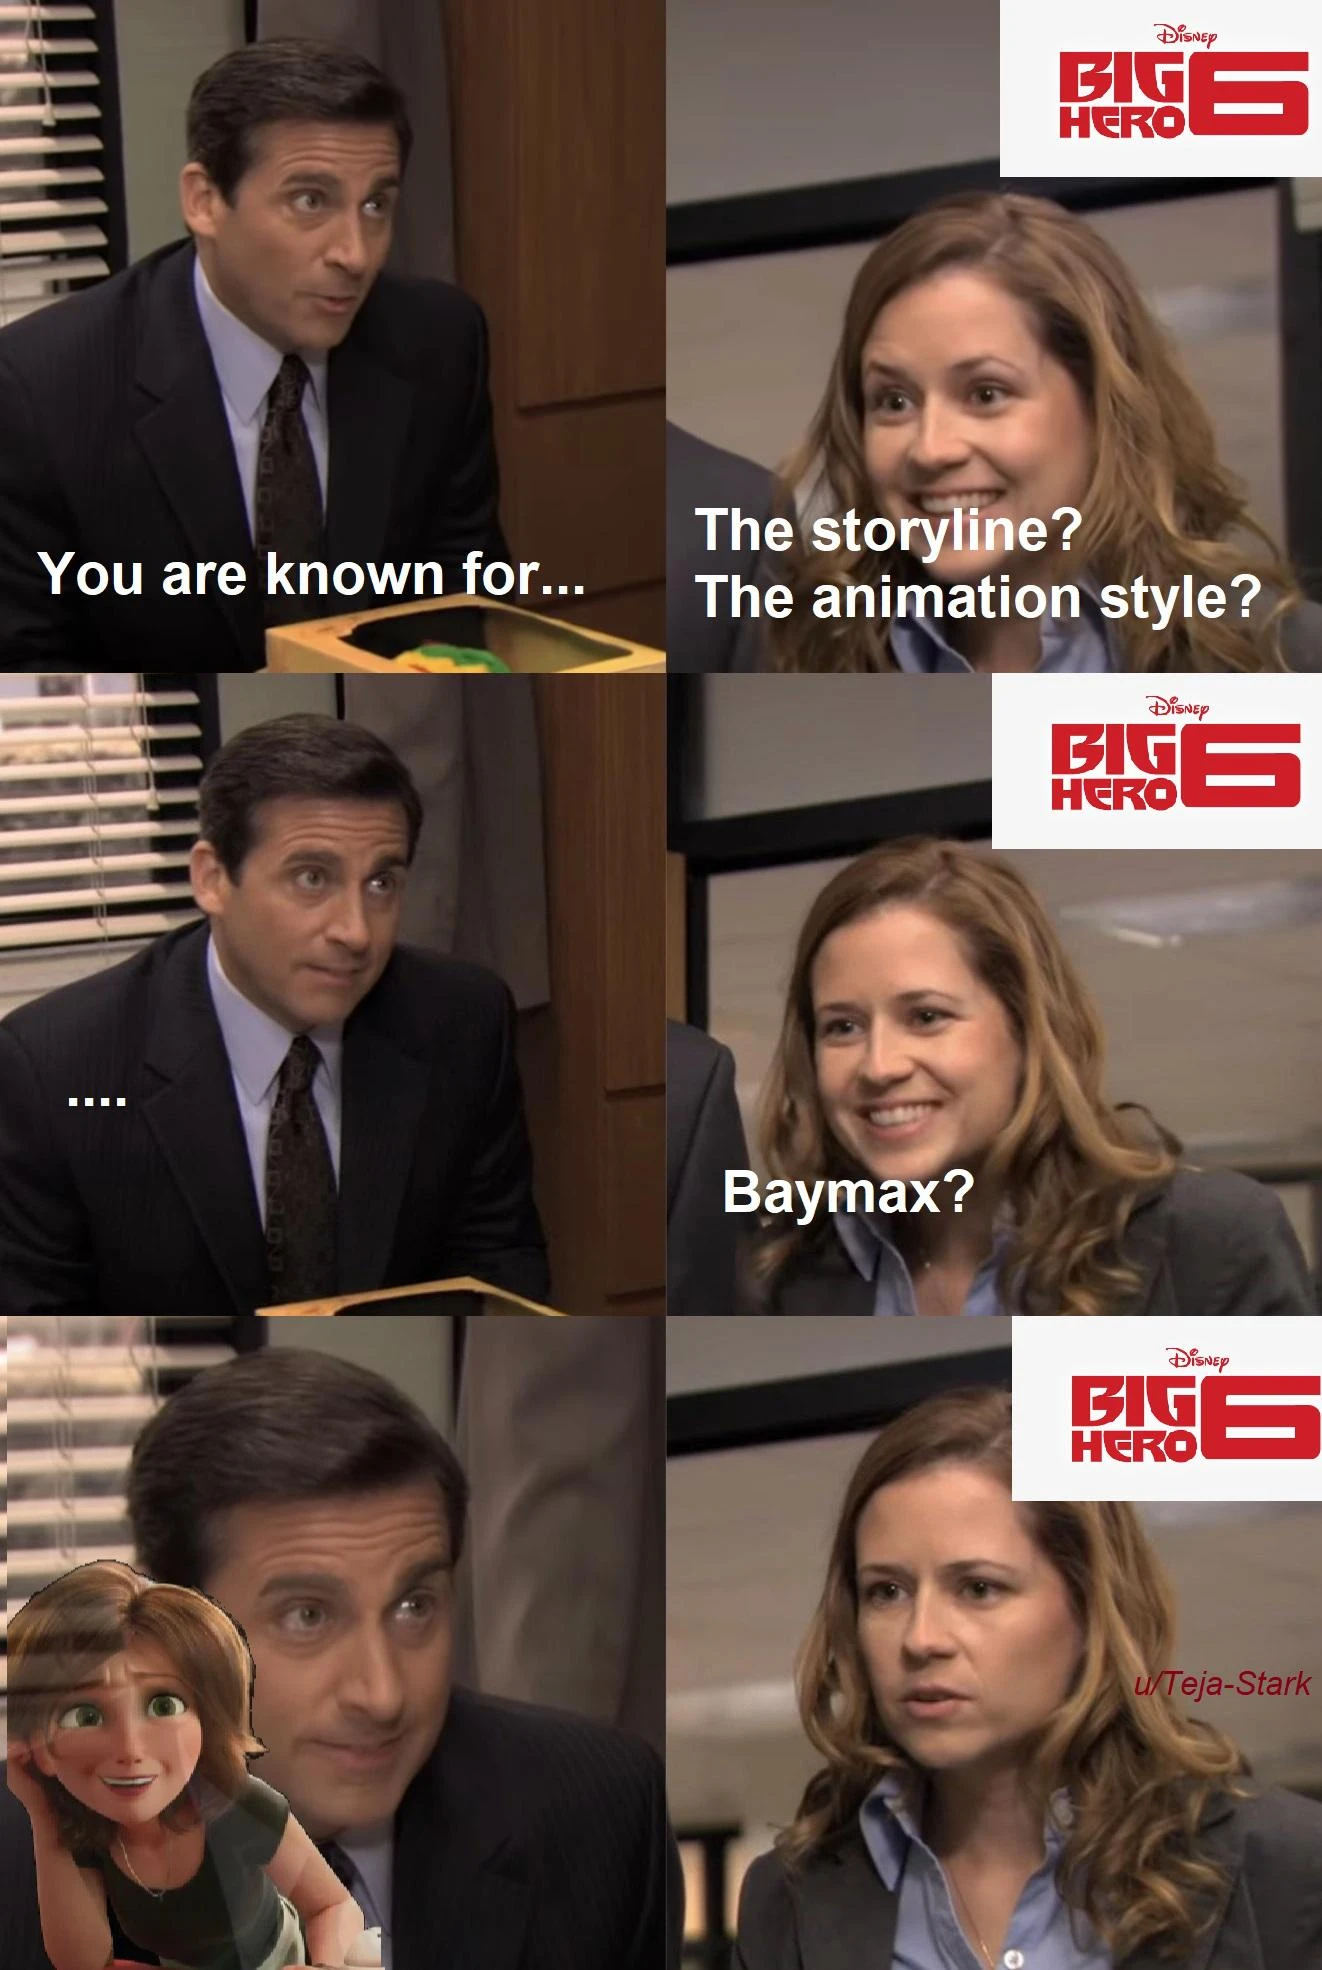 You are known for...
Disney
BIG
HERO 6
The storyline?
The animation style?
....
Disney
BIG
HERO 6
Baymax?
Disney
BIG
HERO 6
u/Teja-Stark